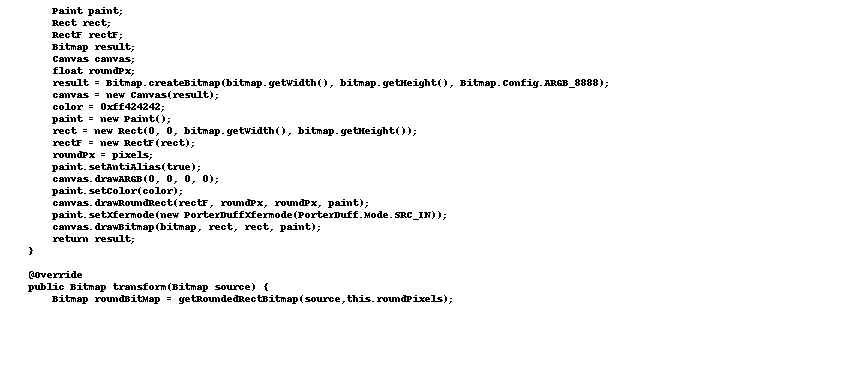 Paint paint;
Rect rect;
RectF rectF;
Bitmap result;
Canvas canvas;
float roundPx;
result = Bitmap.createBitmap(bitmap.getWidth(), bitmap.getHeight(), Bitmap.Config.ARGB_8888);
canvas = new Canvas(result);
color = 0xff424242;
paint = new Paint();
rect = new Rect(0, 0, bitmap.getWidth(), bitmap.getHeight());
rectF = new RectF(rect);
roundPx = pixels;
paint.setAntiAlias(true);
canvas.drawARGB(0, 0, 0, 0);
paint.setColor(color);
canvas.drawRoundRect(rectF, roundPx, roundPx, paint);
paint.setXfermode(new PorterDuffXfermode(PorterDuff.Mode.SRC_IN));
canvas.drawBitmap(bitmap, rect, rect, paint);
return result;
}
@Override
public Bitmap transform(Bitmap source) {
Bitmap roundBitMap = getRoundedRectBitmap(source,this.roundPixels);